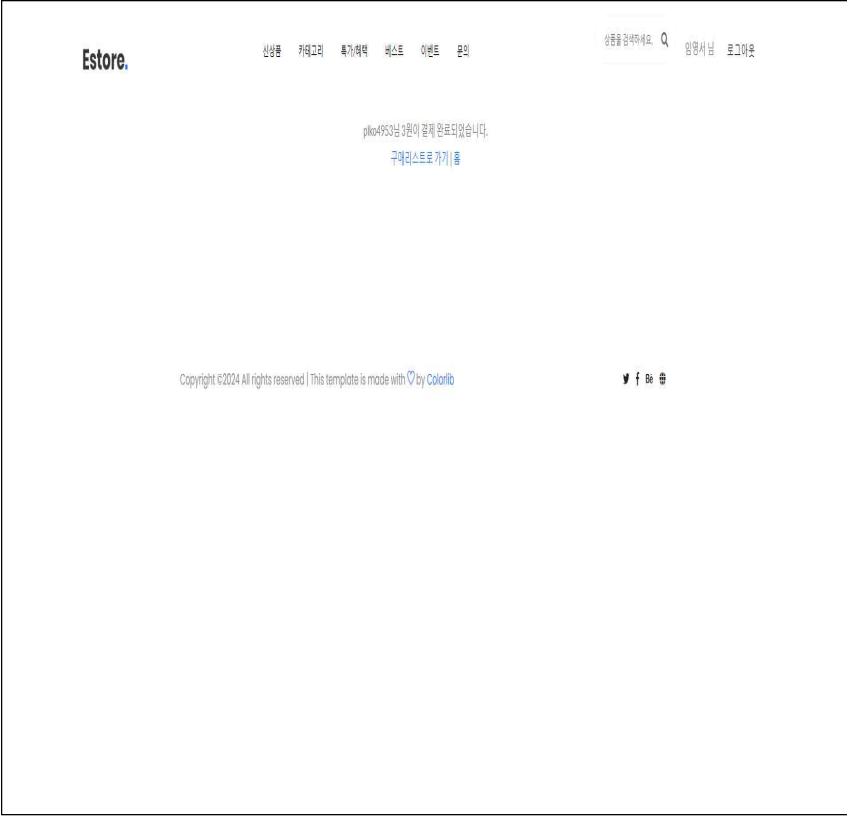 Estore.
신상품 카테고리 특가/혜택 베스트 이벤트 문의
상품을 검색하세요.
임영서 님 로그아웃
plko4953님 3원이 결제 완료되었습니다.
구매리스트로 가기 | 홈
Copyright ©2024 All rights reserved | This template is made with ♡ by Colorlib